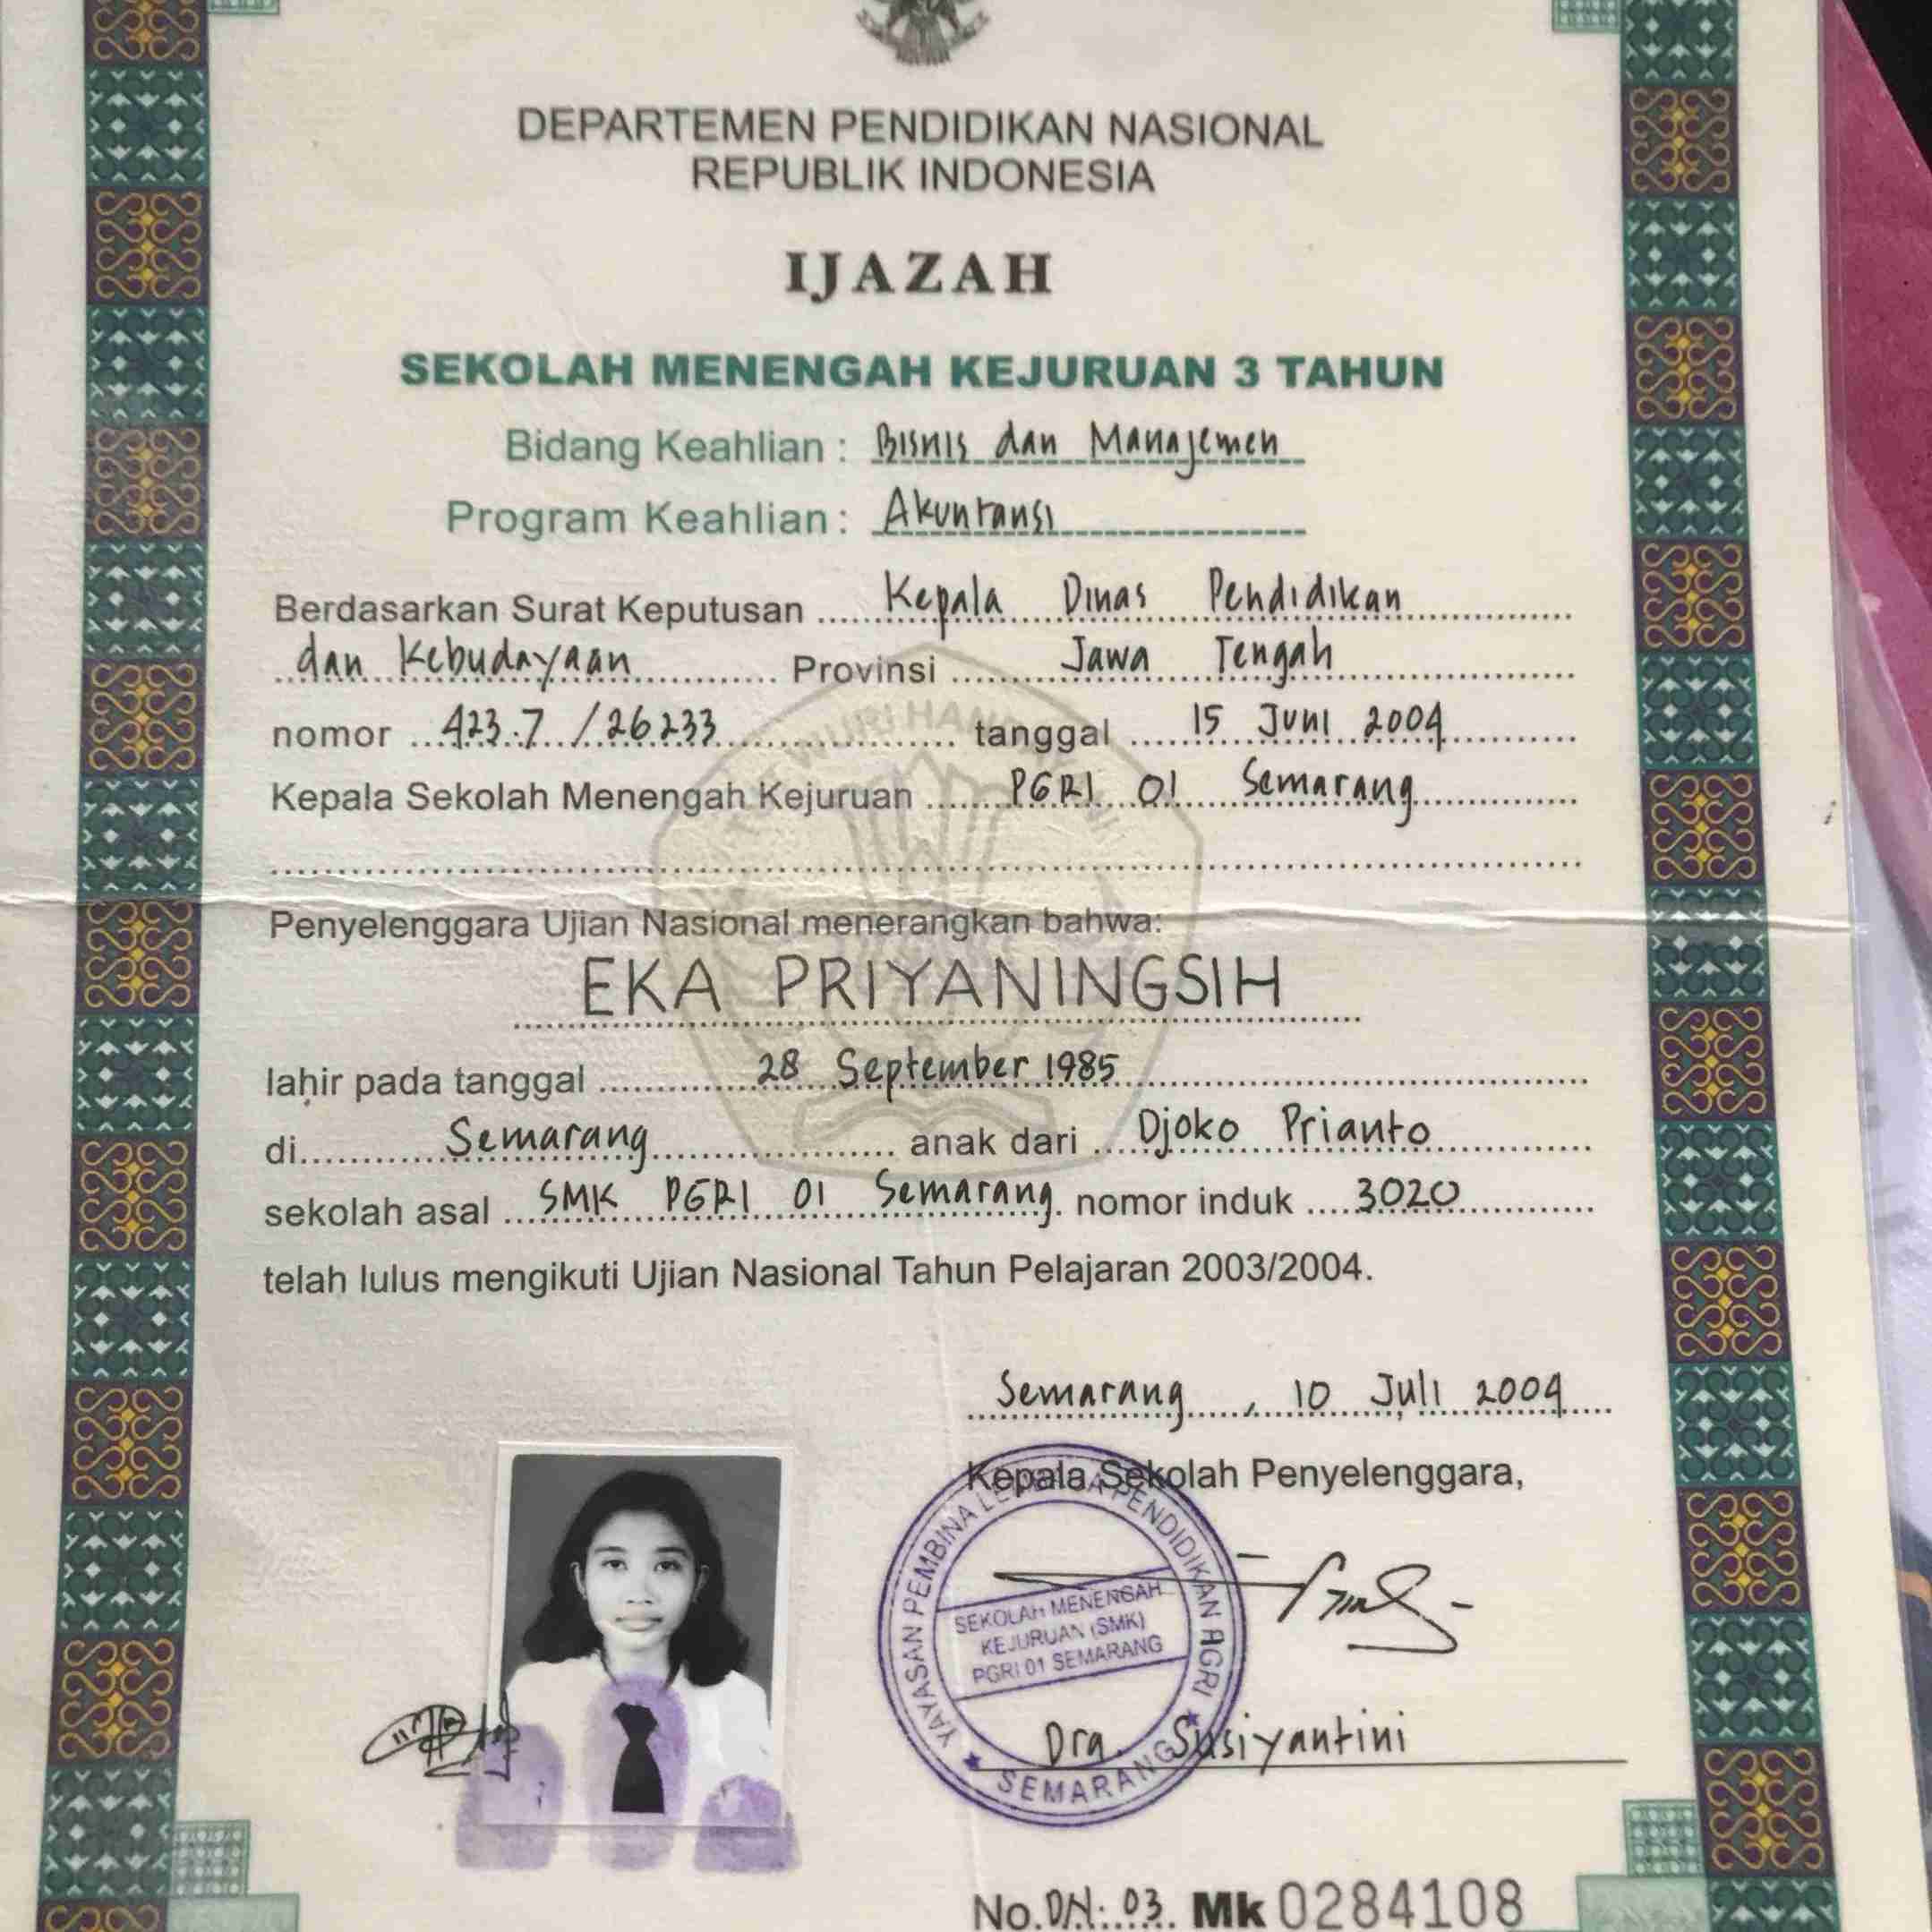 DEPARTEMEN PENDIDIKAN NASIONAL
REPUBLIK INDONESIA
IJAZAH
SEKOLAH MENENGAH KEJURUAN 3 TAHUN
Bidang Keahlian : Bisnis dan Manajemen
Program Keahlian : Akuntansi
Berdasarkan Surat Keputusan Kepala Dinas Pendidikan
dan Kebudayaan Provinsi Jawa Tengah
nomor 423.7 / 26233 tanggal 15 Juni 2004
Kepala Sekolah Menengah Kejuruan PGRI 01 Semarang
Penyelenggara Ujian Nasional menerangkan bahwa:
EKA PRIYANINGSIH
lahir pada tanggal 28 September 1985
di Semarang anak dari Djoko Prianto
sekolah asal SMK PGRI 01 Semarang. nomor induk 3020
telah lulus mengikuti Ujian Nasional Tahun Pelajaran 2003/2004.
Semarang, 10 Juli 2004
Kepala Sekolah Penyelenggara,
YAYASAN PEMBINA PENDIDIKAN
SEKOLAH MENENGAH
KEJURUAN (SMK)
PGRI 01 SEMARANG
SEMARANG
Dra. Susiyantini
No. DN. 03. Mk 0284108